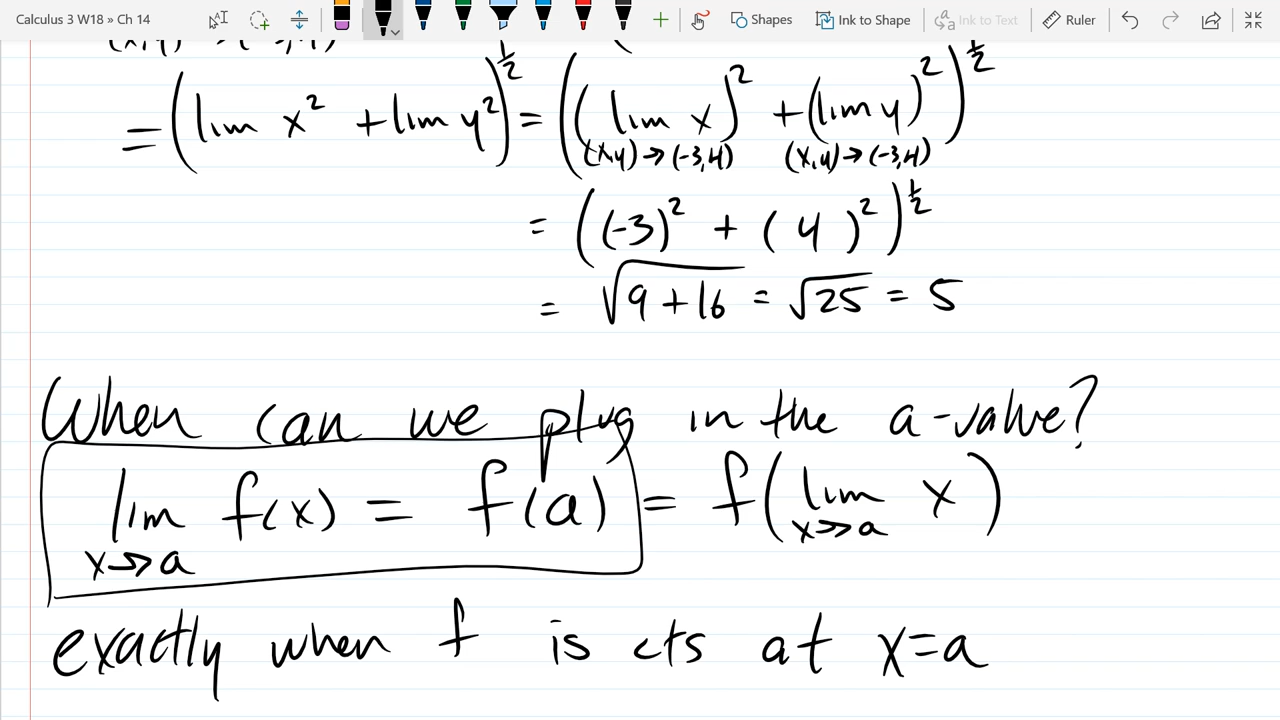 Calculus 3 W18 » Ch 14 Shapes Ink to Shape Ink to Text Ruler
= (lim x² + lim y²)^½ = ((lim x)² + (lim y)²)^½
(x,y)→(-3,4) (x,y)→(-3,4)
= ((-3)² + ( 4 )²)^½
= √(9+16) = √25 = 5
When can we plug in the a-value?
lim f(x) = f(a) = f(lim x)
x→a x→a
exactly when f is cts at x=a